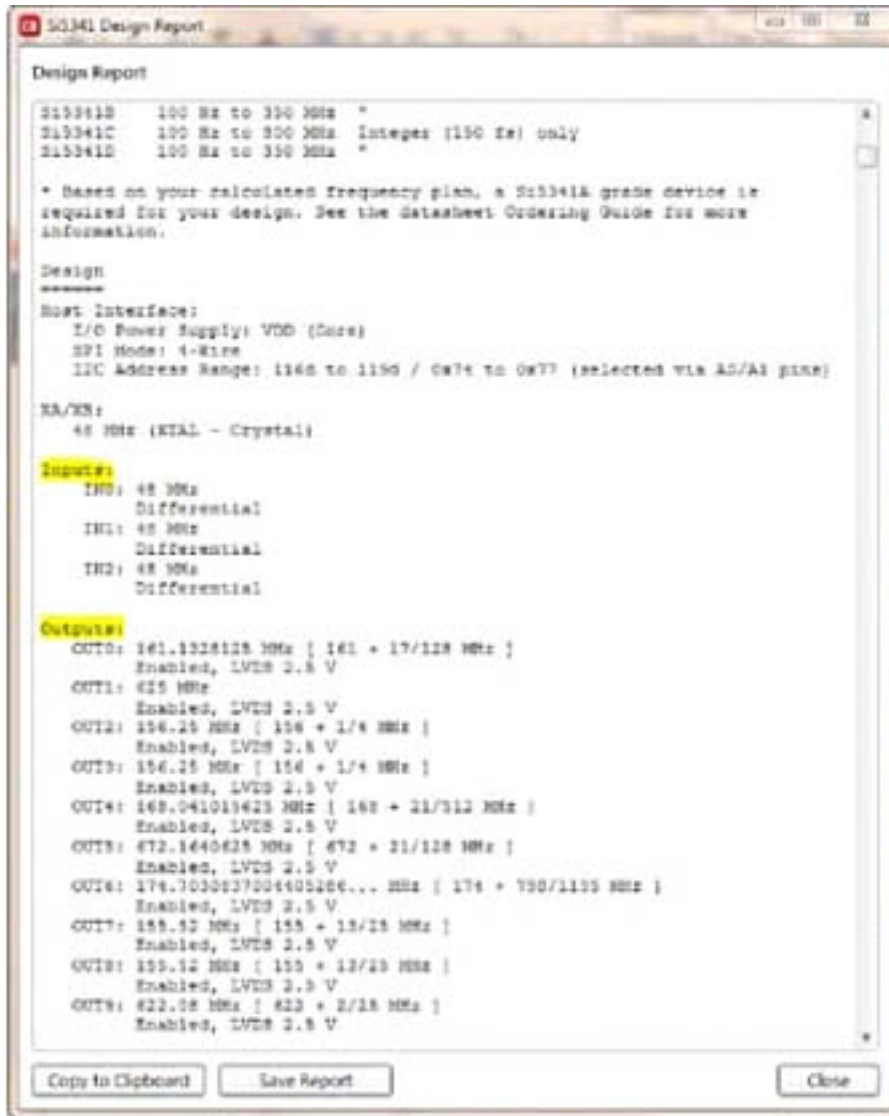 Si5341 Design Report
Design Report
Si5341B 100 Hz to 350 MHz *
Si5341C 100 Hz to 800 MHz Integer (150 fs) only
Si5341D 100 Hz to 350 MHz *
* Based on your calculated frequency plan, a Si5341A grade device is
required for your design. See the datasheet Ordering Guide for more
information.
Design
======
Host Interface:
I/O Power Supply: VDD (Core)
SPI Mode: 4-Wire
I2C Address Range: 116d to 119d / 0x74 to 0x77 (selected via A0/A1 pins)
XA/XB:
48 MHz (XTAL - Crystal)
Inputs:
IN0: 48 MHz
Differential
IN1: 48 MHz
Differential
IN2: 48 MHz
Differential
Outputs:
OUT0: 161.1328125 MHz [ 161 + 17/128 MHz ]
Enabled, LVDS 2.5 V
OUT1: 625 MHz
Enabled, LVDS 2.5 V
OUT2: 156.25 MHz [ 156 + 1/4 MHz ]
Enabled, LVDS 2.5 V
OUT3: 156.25 MHz [ 156 + 1/4 MHz ]
Enabled, LVDS 2.5 V
OUT4: 168.041015625 MHz [ 168 + 21/512 MHz ]
Enabled, LVDS 2.5 V
OUT5: 672.1640625 MHz [ 672 + 21/128 MHz ]
Enabled, LVDS 2.5 V
OUT6: MHz [ 174 + MHz ]
Enabled, LVDS 2.5 V
OUT7: 155.52 MHz [ 155 + 13/25 MHz ]
Enabled, LVDS 2.5 V
OUT8: 155.52 MHz [ 155 + 13/25 MHz ]
Enabled, LVDS 2.5 V
OUT9: 622.08 MHz [ 622 + 2/25 MHz ]
Enabled, LVDS 2.5 V
Copy to Clipboard Save Report Close